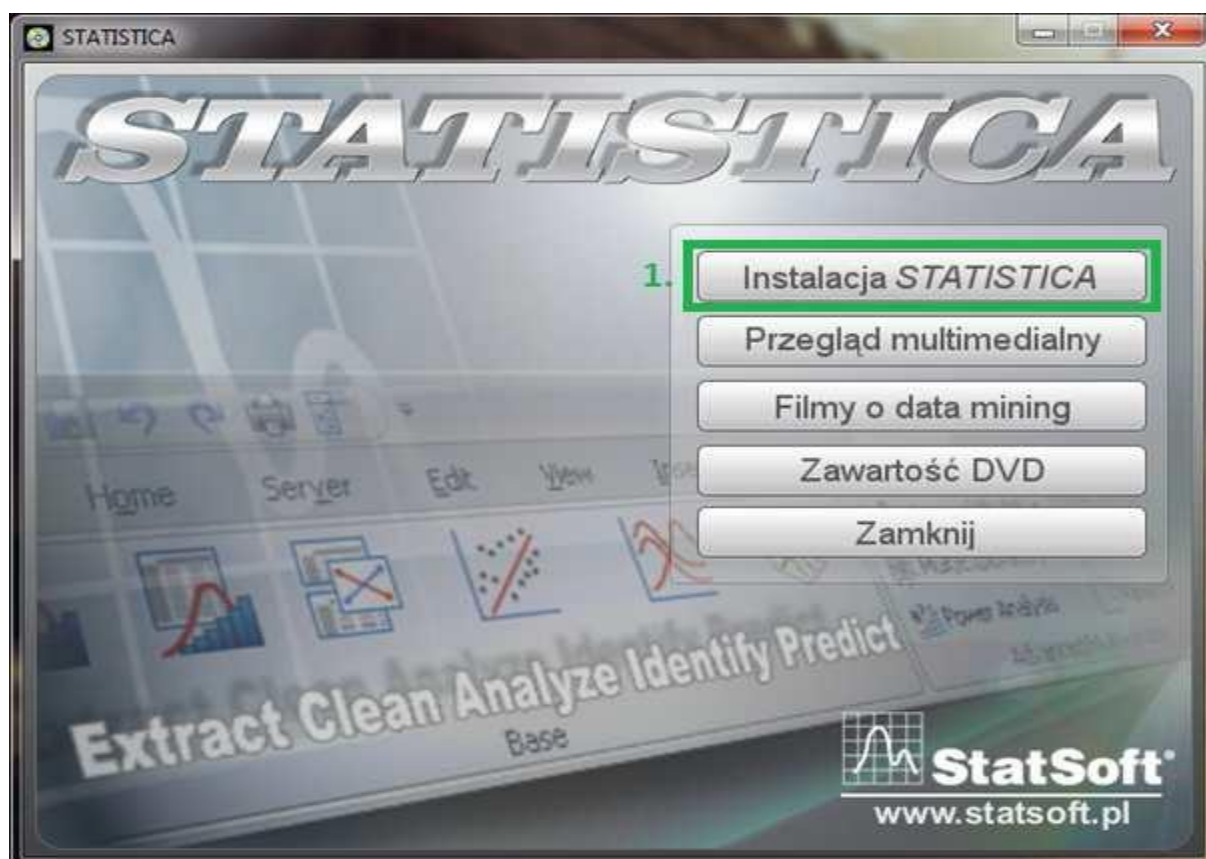 STATISTICA
STATISTICA
1.
Instalacja STATISTICA
Przegląd multimedialny
Filmy o data mining
Zawartość DVD
Zamknij
Home Server Edit View
Power Analysis
Extract Clean Analyze Identify Predict
Base
StatSoft
www.statsoft.pl